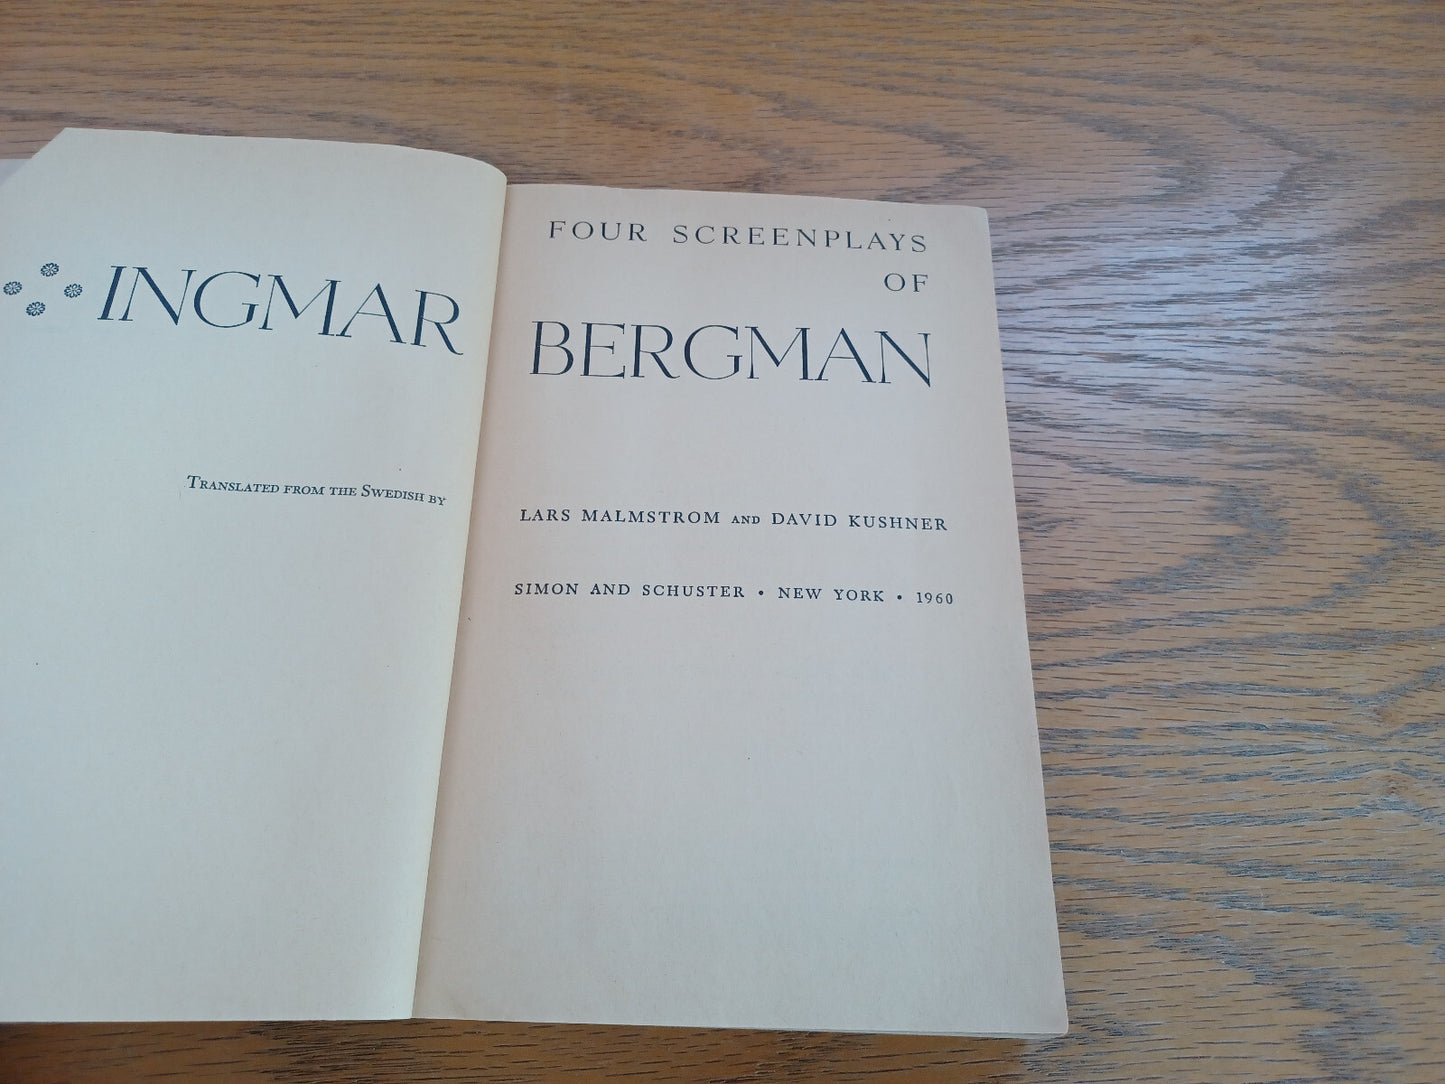 FOUR SCREENPLAYS
OF
INGMAR BERGMAN
TRANSLATED FROM THE SWEDISH BY
LARS MALMSTROM AND DAVID KUSHNER
SIMON AND SCHUSTER • NEW YORK • 1960